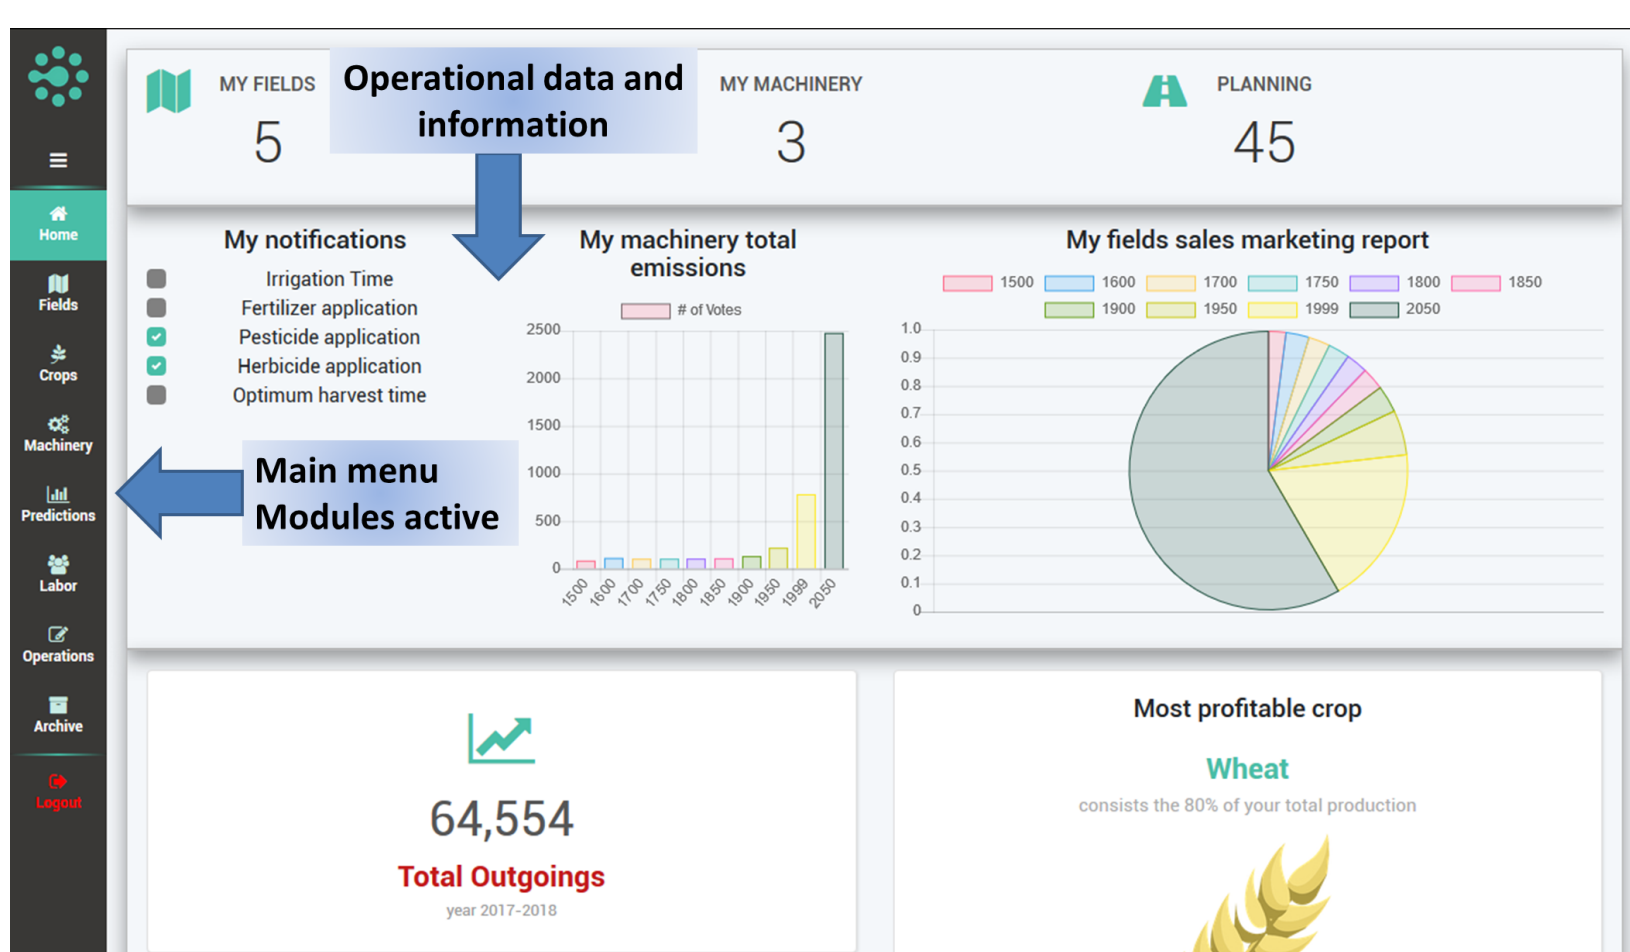 Home
Fields
Crops
Machinery
Predictions
Labor
Operations
Archive
Logout
MY FIELDS
5
Operational data and
information
MY MACHINERY
3
PLANNING
45
My notifications
Irrigation Time
Fertilizer application
Pesticide application
Herbicide application
Optimum harvest time
Main menu
Modules active
My machinery total
emissions
# of Votes
2500
2000
1500
1000
500
0
1500 1600 1700 1750 1800 1850 1900 1950 1999 2050
My fields sales marketing report
1500 1600 1700 1750 1800 1850
1900 1950 1999 2050
1.0
0.9
0.8
0.7
0.6
0.5
0.4
0.3
0.2
0.1
0
64,554
Total Outgoings
year 2017-2018
Most profitable crop
Wheat
consists the 80% of your total production